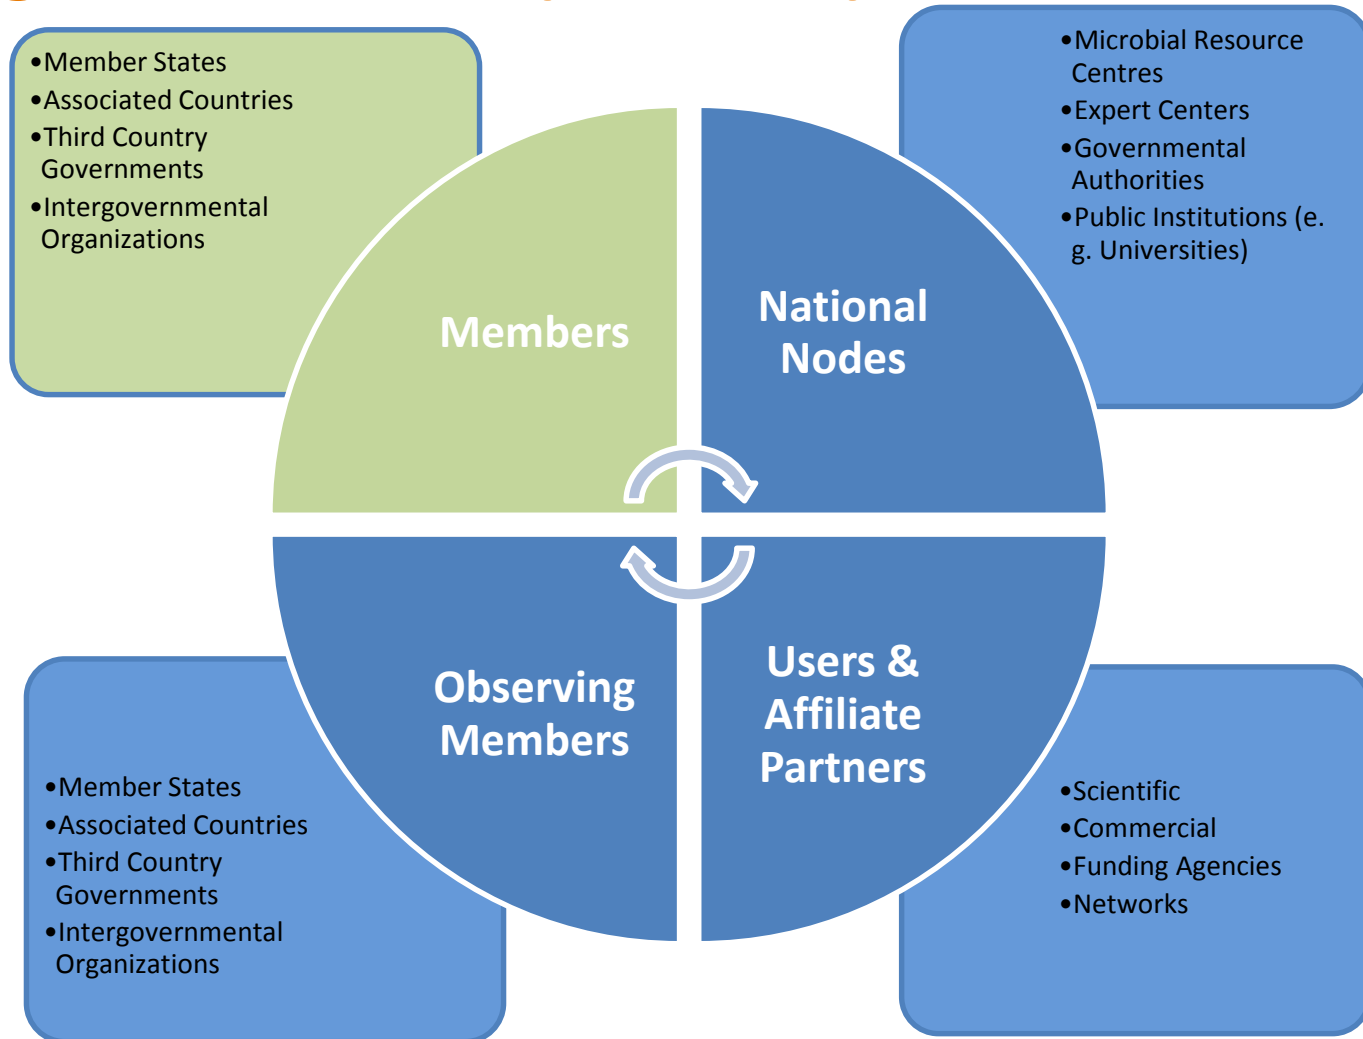 •Member States
•Associated Countries
•Third Country
Governments
•Intergovernmental
Organizations
•Microbial Resource
Centres
•Expert Centers
•Governmental
Authorities
•Public Institutions (e.
g. Universities)
Members
National
Nodes
Observing
Members
Users &
Affiliate
Partners
•Member States
•Associated Countries
•Third Country
Governments
•Intergovernmental
Organizations
•Scientific
•Commercial
•Funding Agencies
•Networks